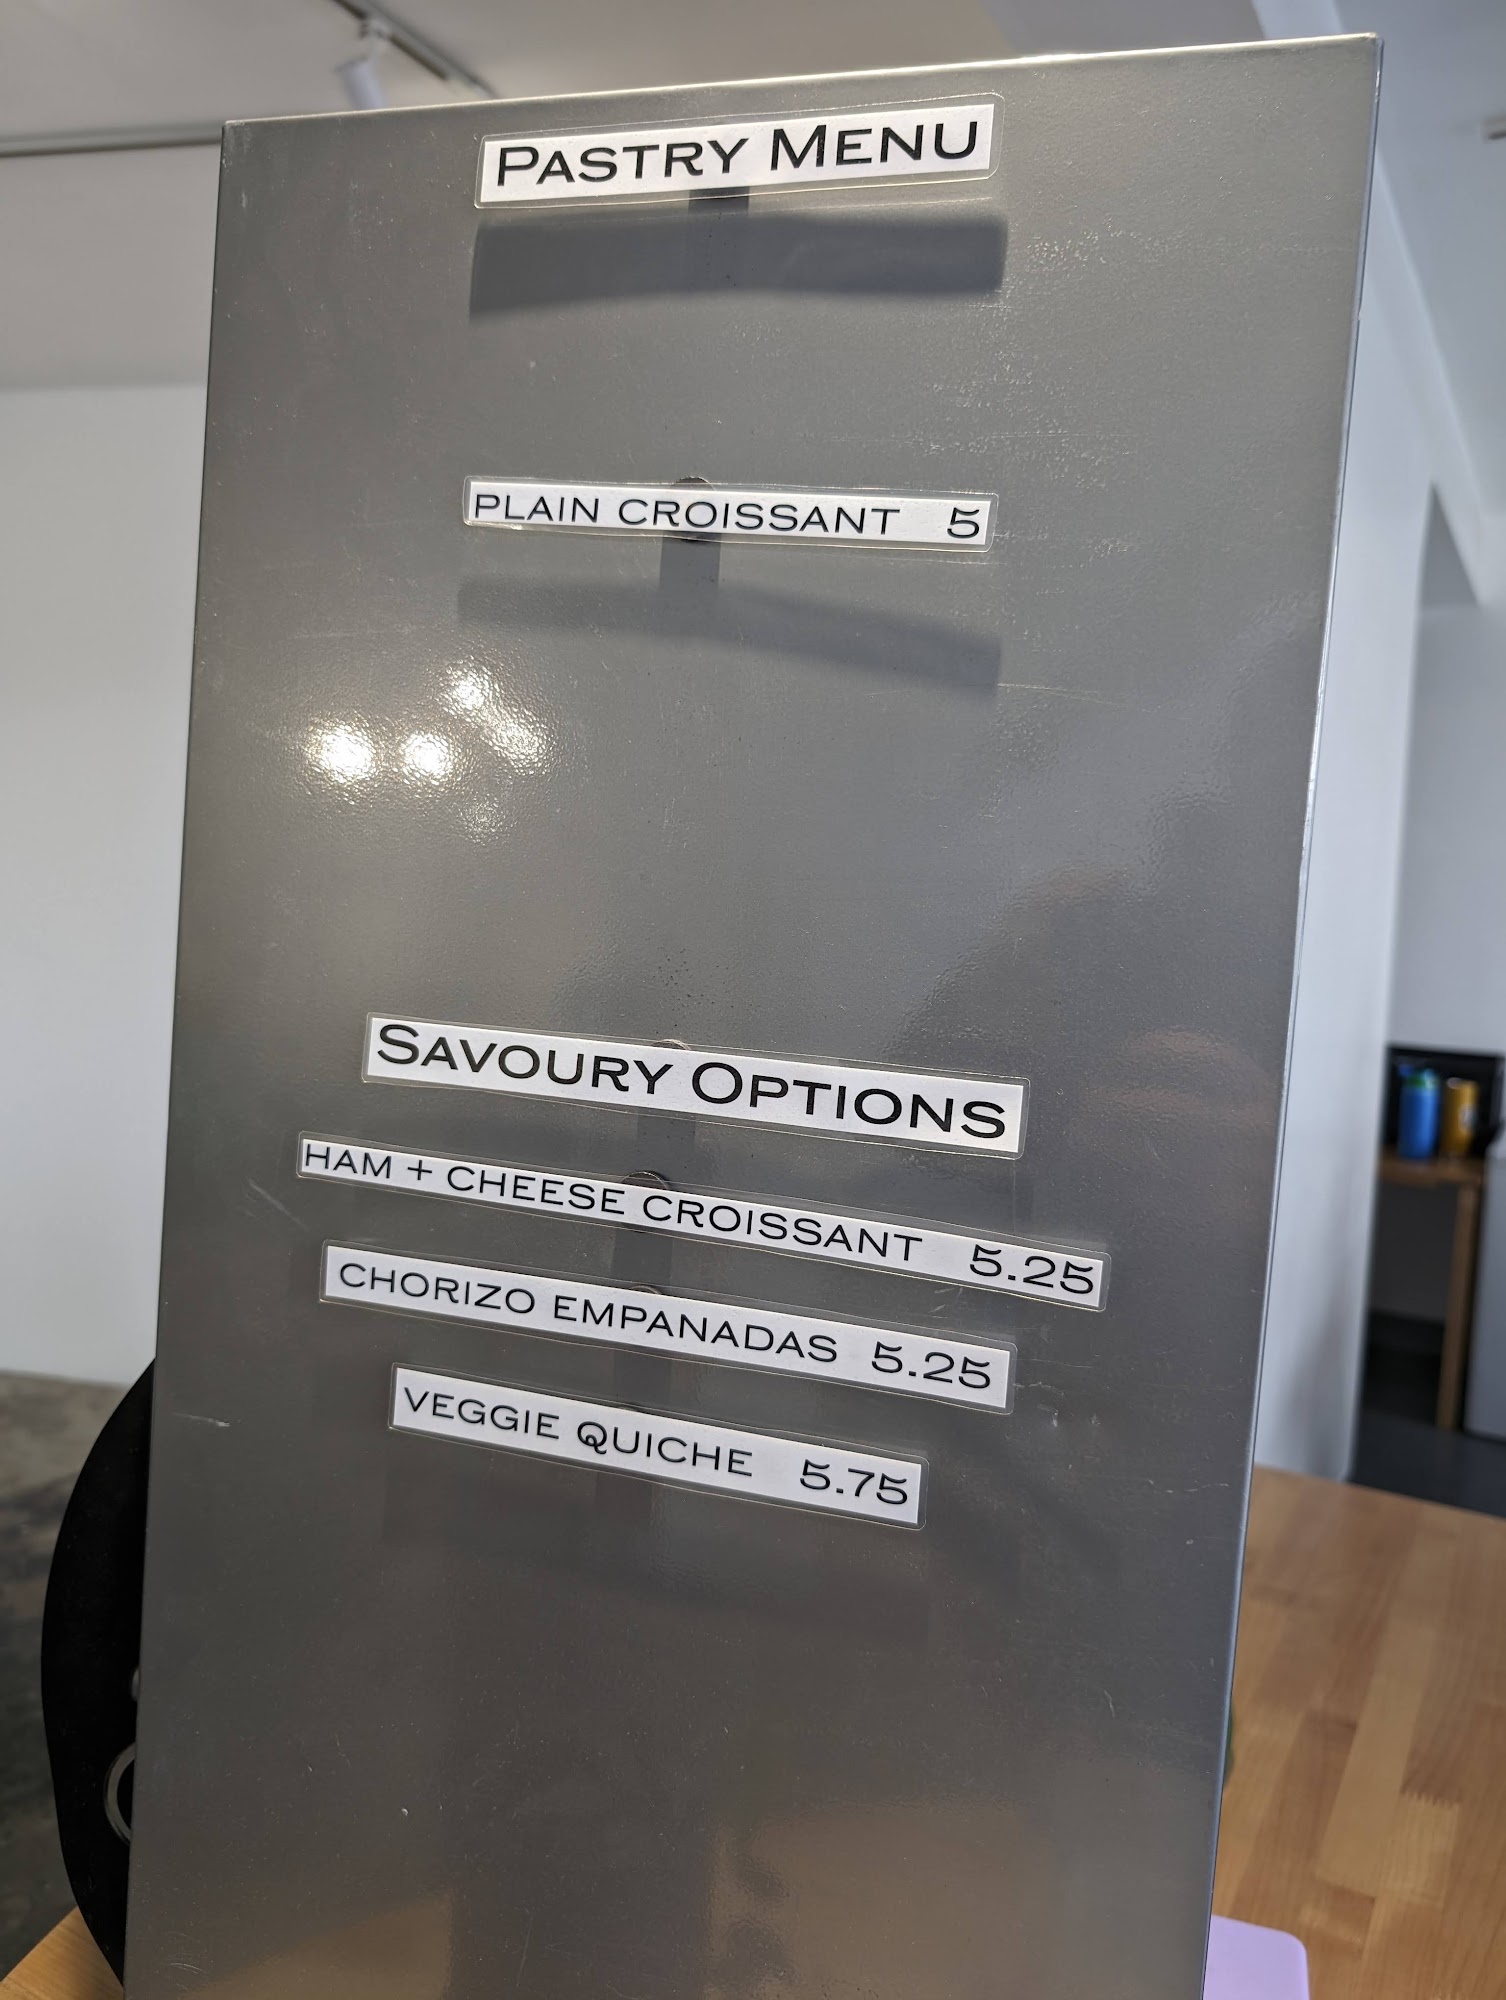 PASTRY MENU
PLAIN CROISSANT 5
SAVOURY OPTIONS
HAM + CHEESE CROISSANT 5.25
CHORIZO EMPANADAS 5.25
VEGGIE QUICHE 5.75